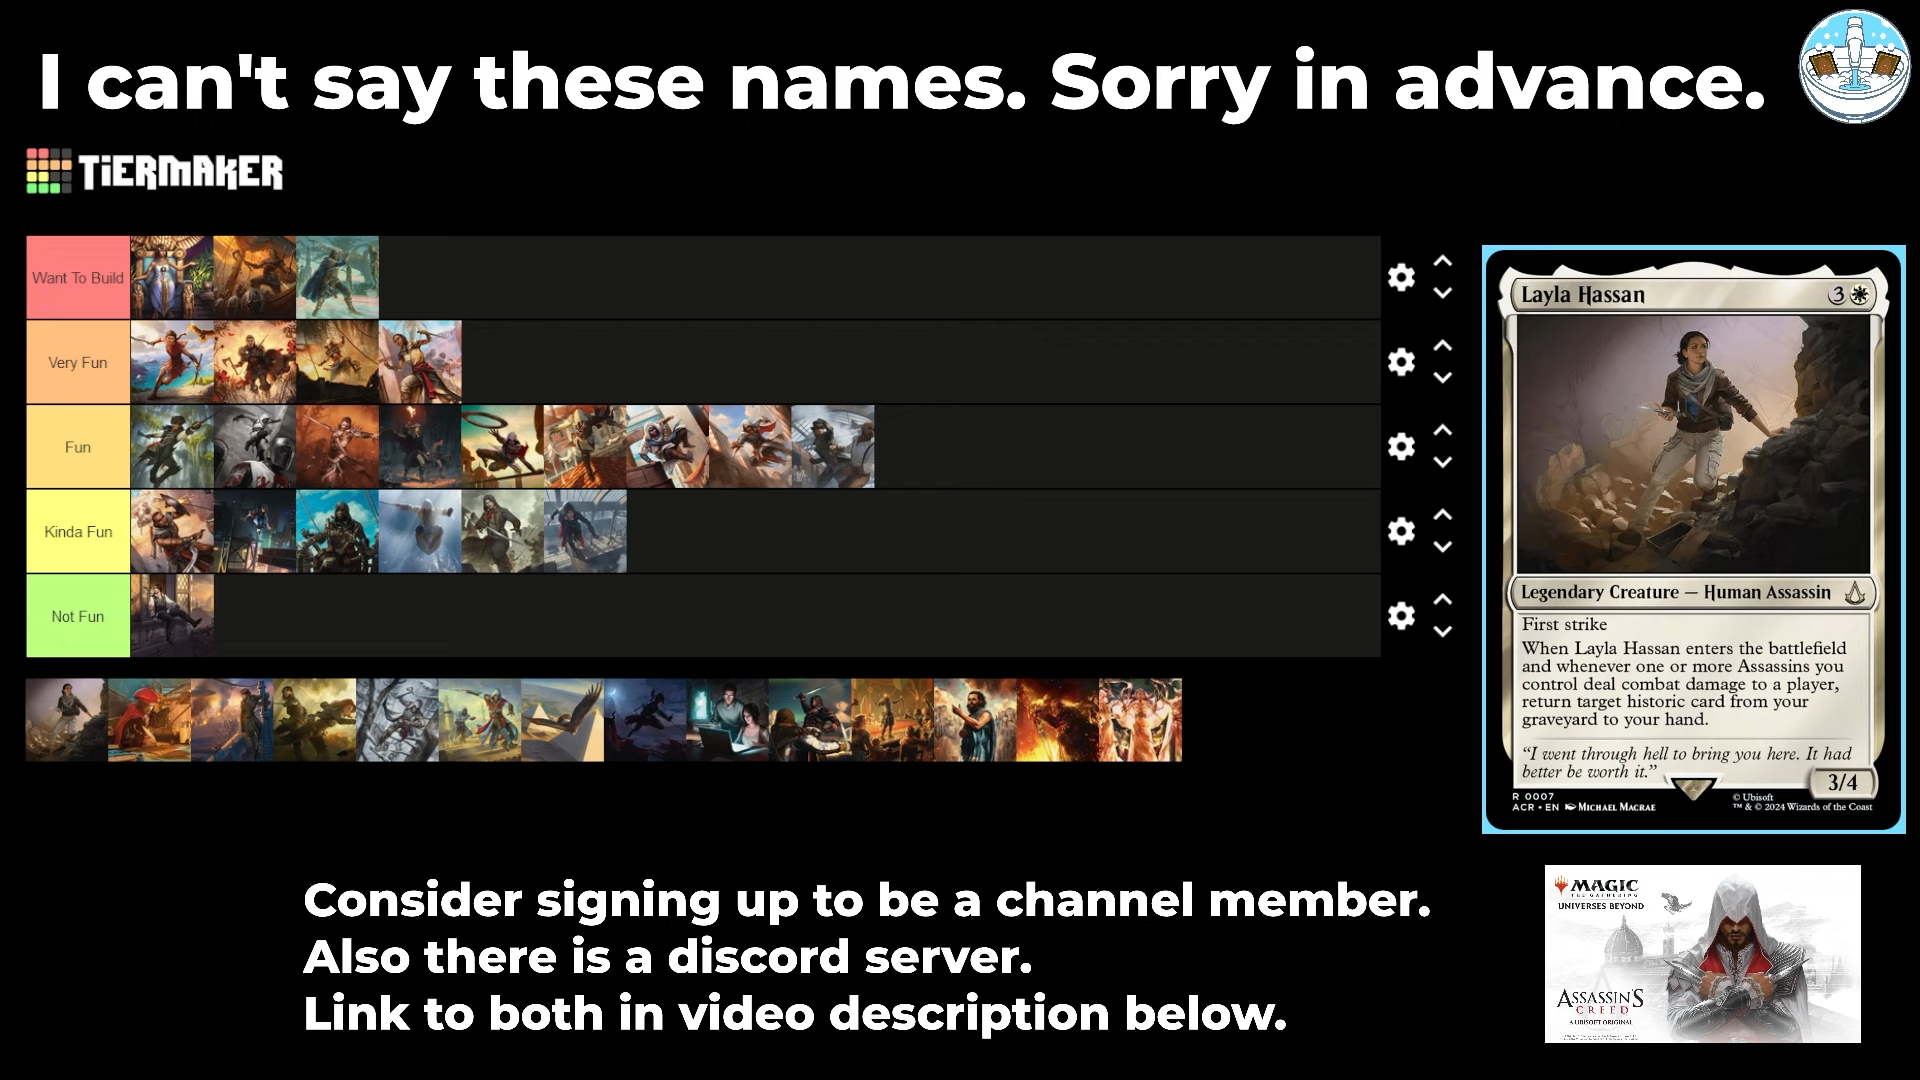 I can't say these names. Sorry in advance.
TIERMAKER
Want To Build
Very Fun
Fun
Kinda Fun
Not Fun
Layla Hassan 3
Legendary Creature — Human Assassin
First strike
When Layla Hassan enters the battlefield
and whenever one or more Assassins you
control deal combat damage to a player,
return target historic card from your
graveyard to your hand.
“I went through hell to bring you here. It had
better be worth it.”
3/4
R 0007
ACR • EN MICHAEL MACRAE
© Ubisoft
™ & © 2024 Wizards of the Coast
Consider signing up to be a channel member.
Also there is a discord server.
Link to both in video description below.
MAGIC
THE GATHERING
UNIVERSES BEYOND
ASSASSIN'S
CREED
A UBISOFT ORIGINAL